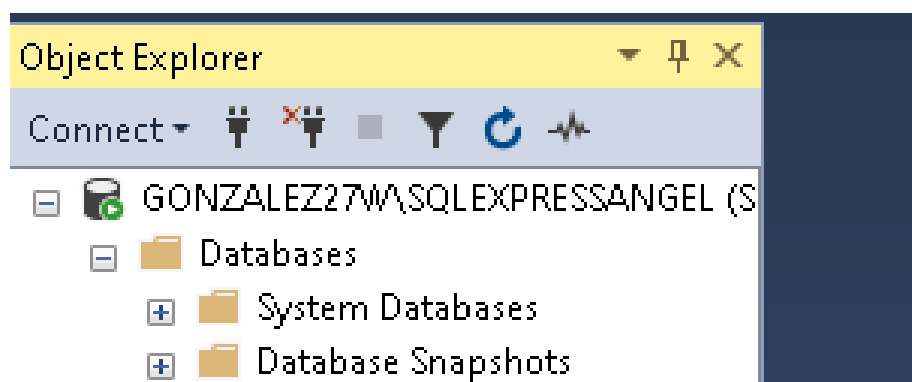 Object Explorer
Connect
GONZALEZ27W\SQLEXPRESSANGEL (S
Databases
System Databases
Database Snapshots